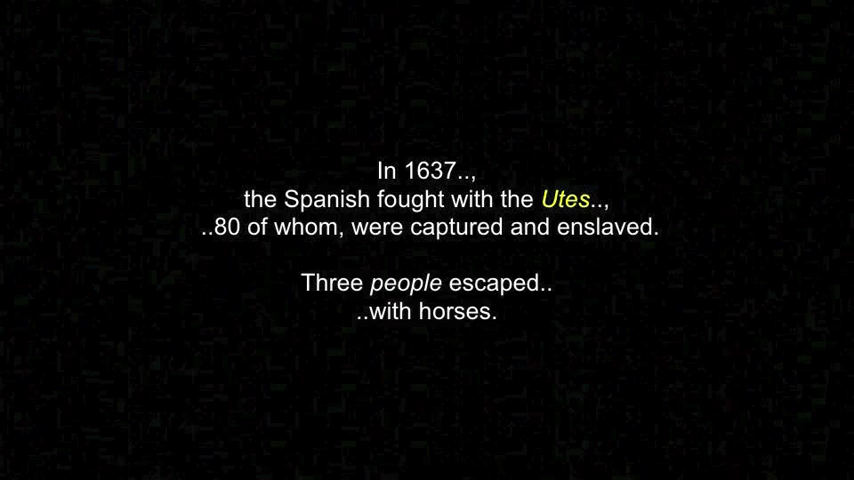 In 1637..,
the Spanish fought with the Utes..,
..80 of whom, were captured and enslaved.
Three people escaped..
..with horses.